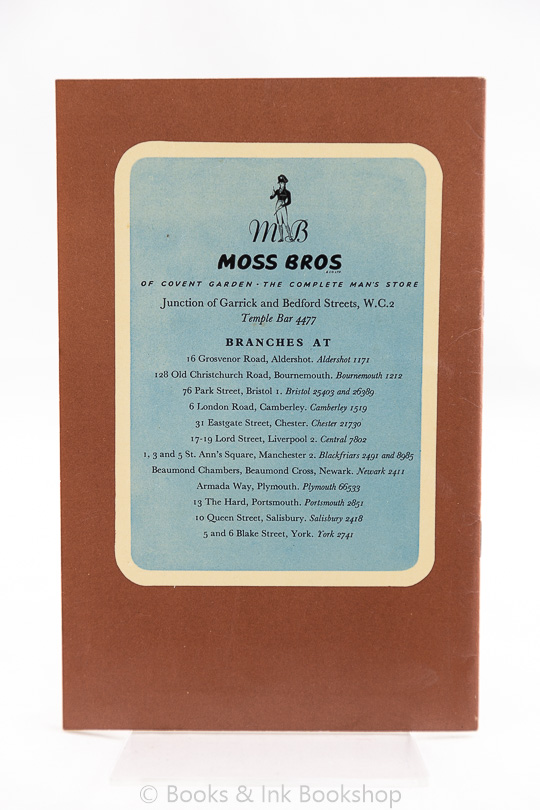 MB
MOSS BROS
& CO LTD
OF COVENT GARDEN · THE COMPLETE MAN'S STORE
Junction of Garrick and Bedford Streets, W.C.2
Temple Bar 4477
BRANCHES AT
16 Grosvenor Road, Aldershot. Aldershot 1171
128 Old Christchurch Road, Bournemouth. Bournemouth 1212
76 Park Street, Bristol 1. Bristol 25403 and 26389
6 London Road, Camberley. Camberley 1519
31 Eastgate Street, Chester. Chester 21730
17-19 Lord Street, Liverpool 2. Central 7802
1, 3 and 5 St. Ann's Square, Manchester 2. Blackfriars 2491 and 8985
Beaumond Chambers, Beaumond Cross, Newark. Newark 2411
Armada Way, Plymouth. Plymouth 66533
13 The Hard, Portsmouth. Portsmouth 2851
10 Queen Street, Salisbury. Salisbury 2418
5 and 6 Blake Street, York. York 2741
© Books & Ink Bookshop